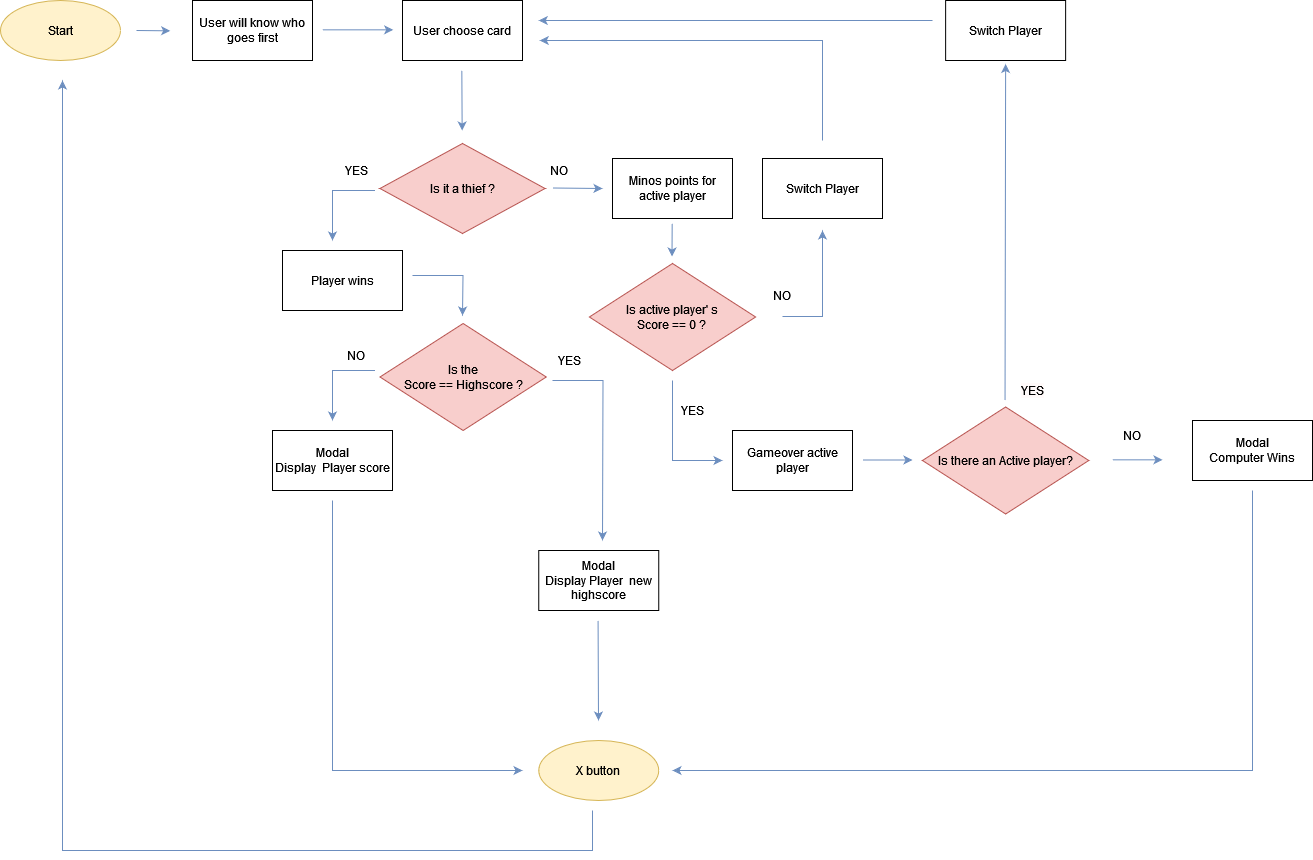 Start
User will know who
goes first
User choose card
Switch Player
YES
Is it a thief ?
NO
Minos points for
active player
Switch Player
Player wins
Is active player' s
Score == 0 ?
NO
NO
Is the
Score == Highscore ?
YES
YES
YES
Modal
Display  Player score
Gameover active
player
Is there an Active player?
NO
Modal
Computer Wins
Modal
Display Player  new
highscore
X button